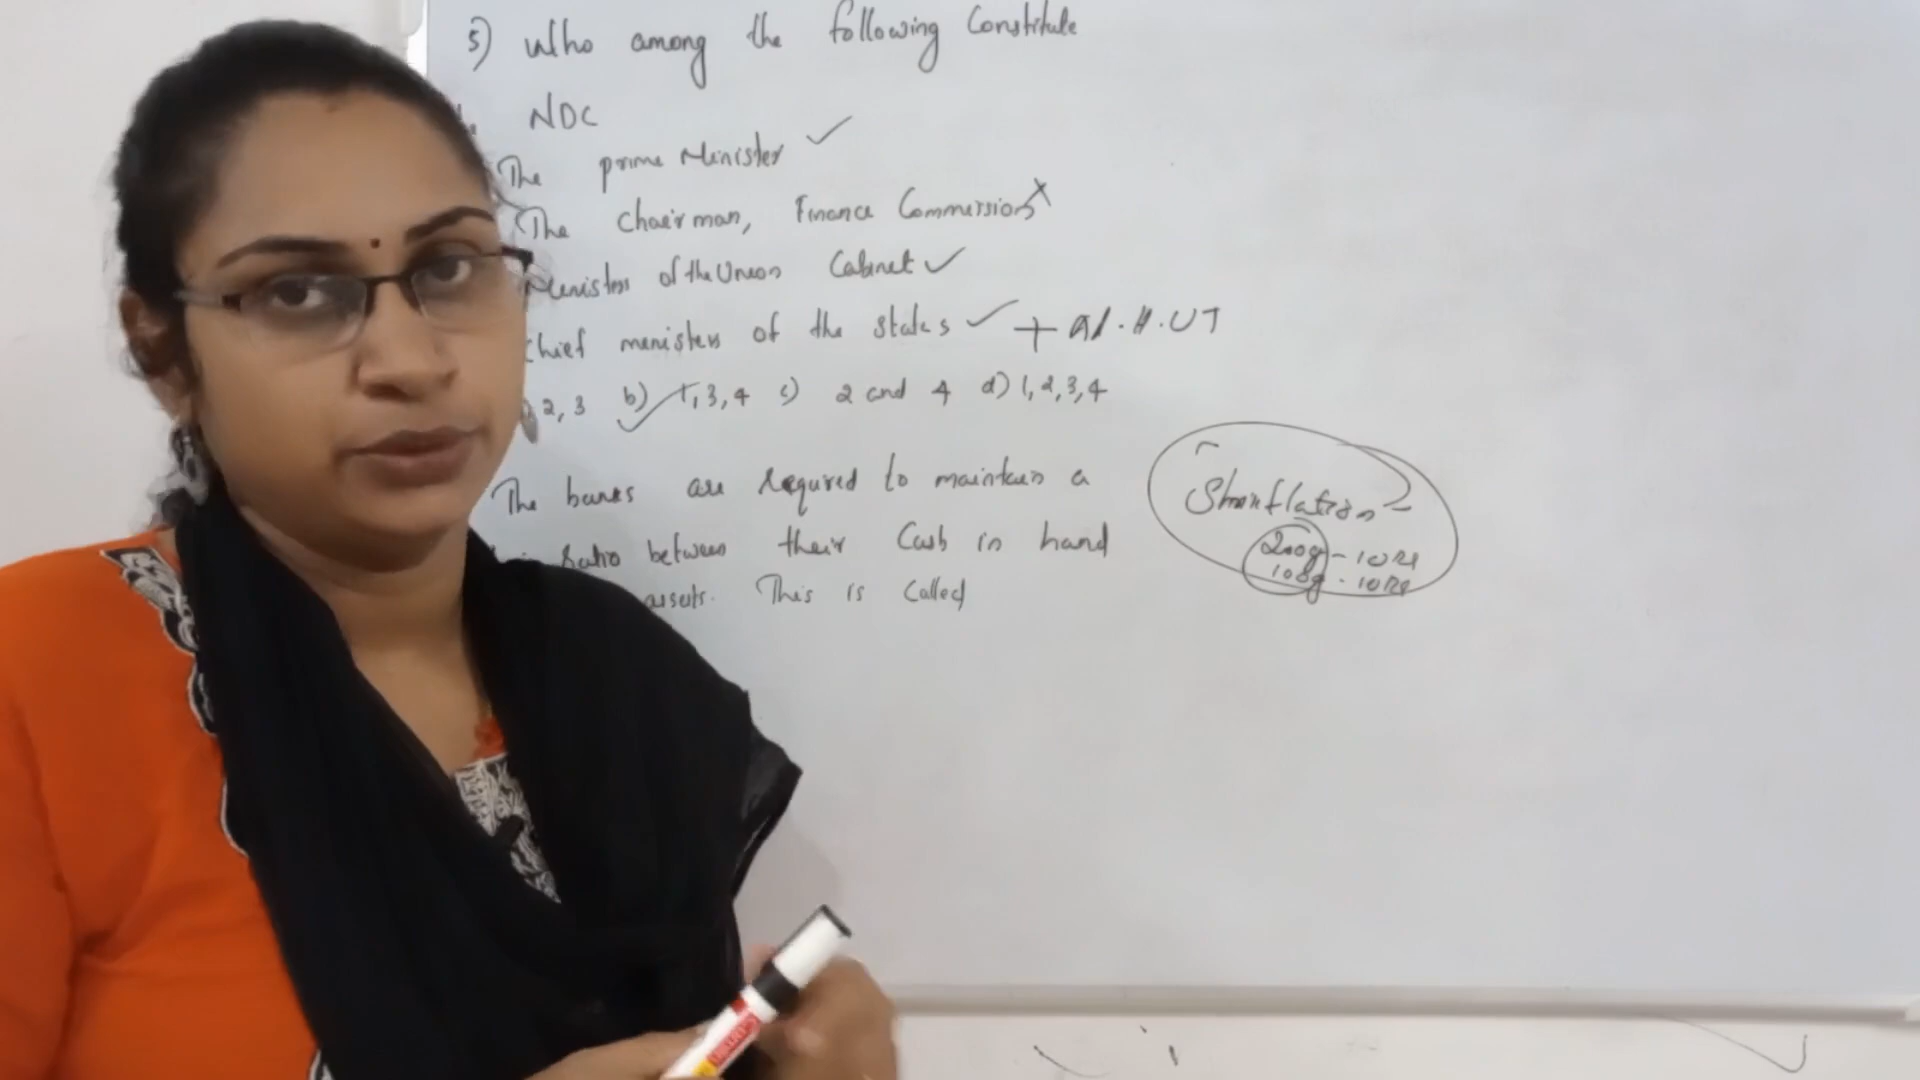 5) Who among the following Constitute
NDC
The prime Minister ✓
The Chairman, Finance Commission X
Ministers of the Union Cabinet ✓
Chief ministers of the states ✓ + Ad. H. UT
2, 3 b) ✓ 1, 3, 4 c) 2 and 4 d) 1, 2, 3, 4
The banks are required to maintain a
ratio between their Cash in hand
assets. This is Called
Shrinflation
200g - 10Rs
100g - 10Rs